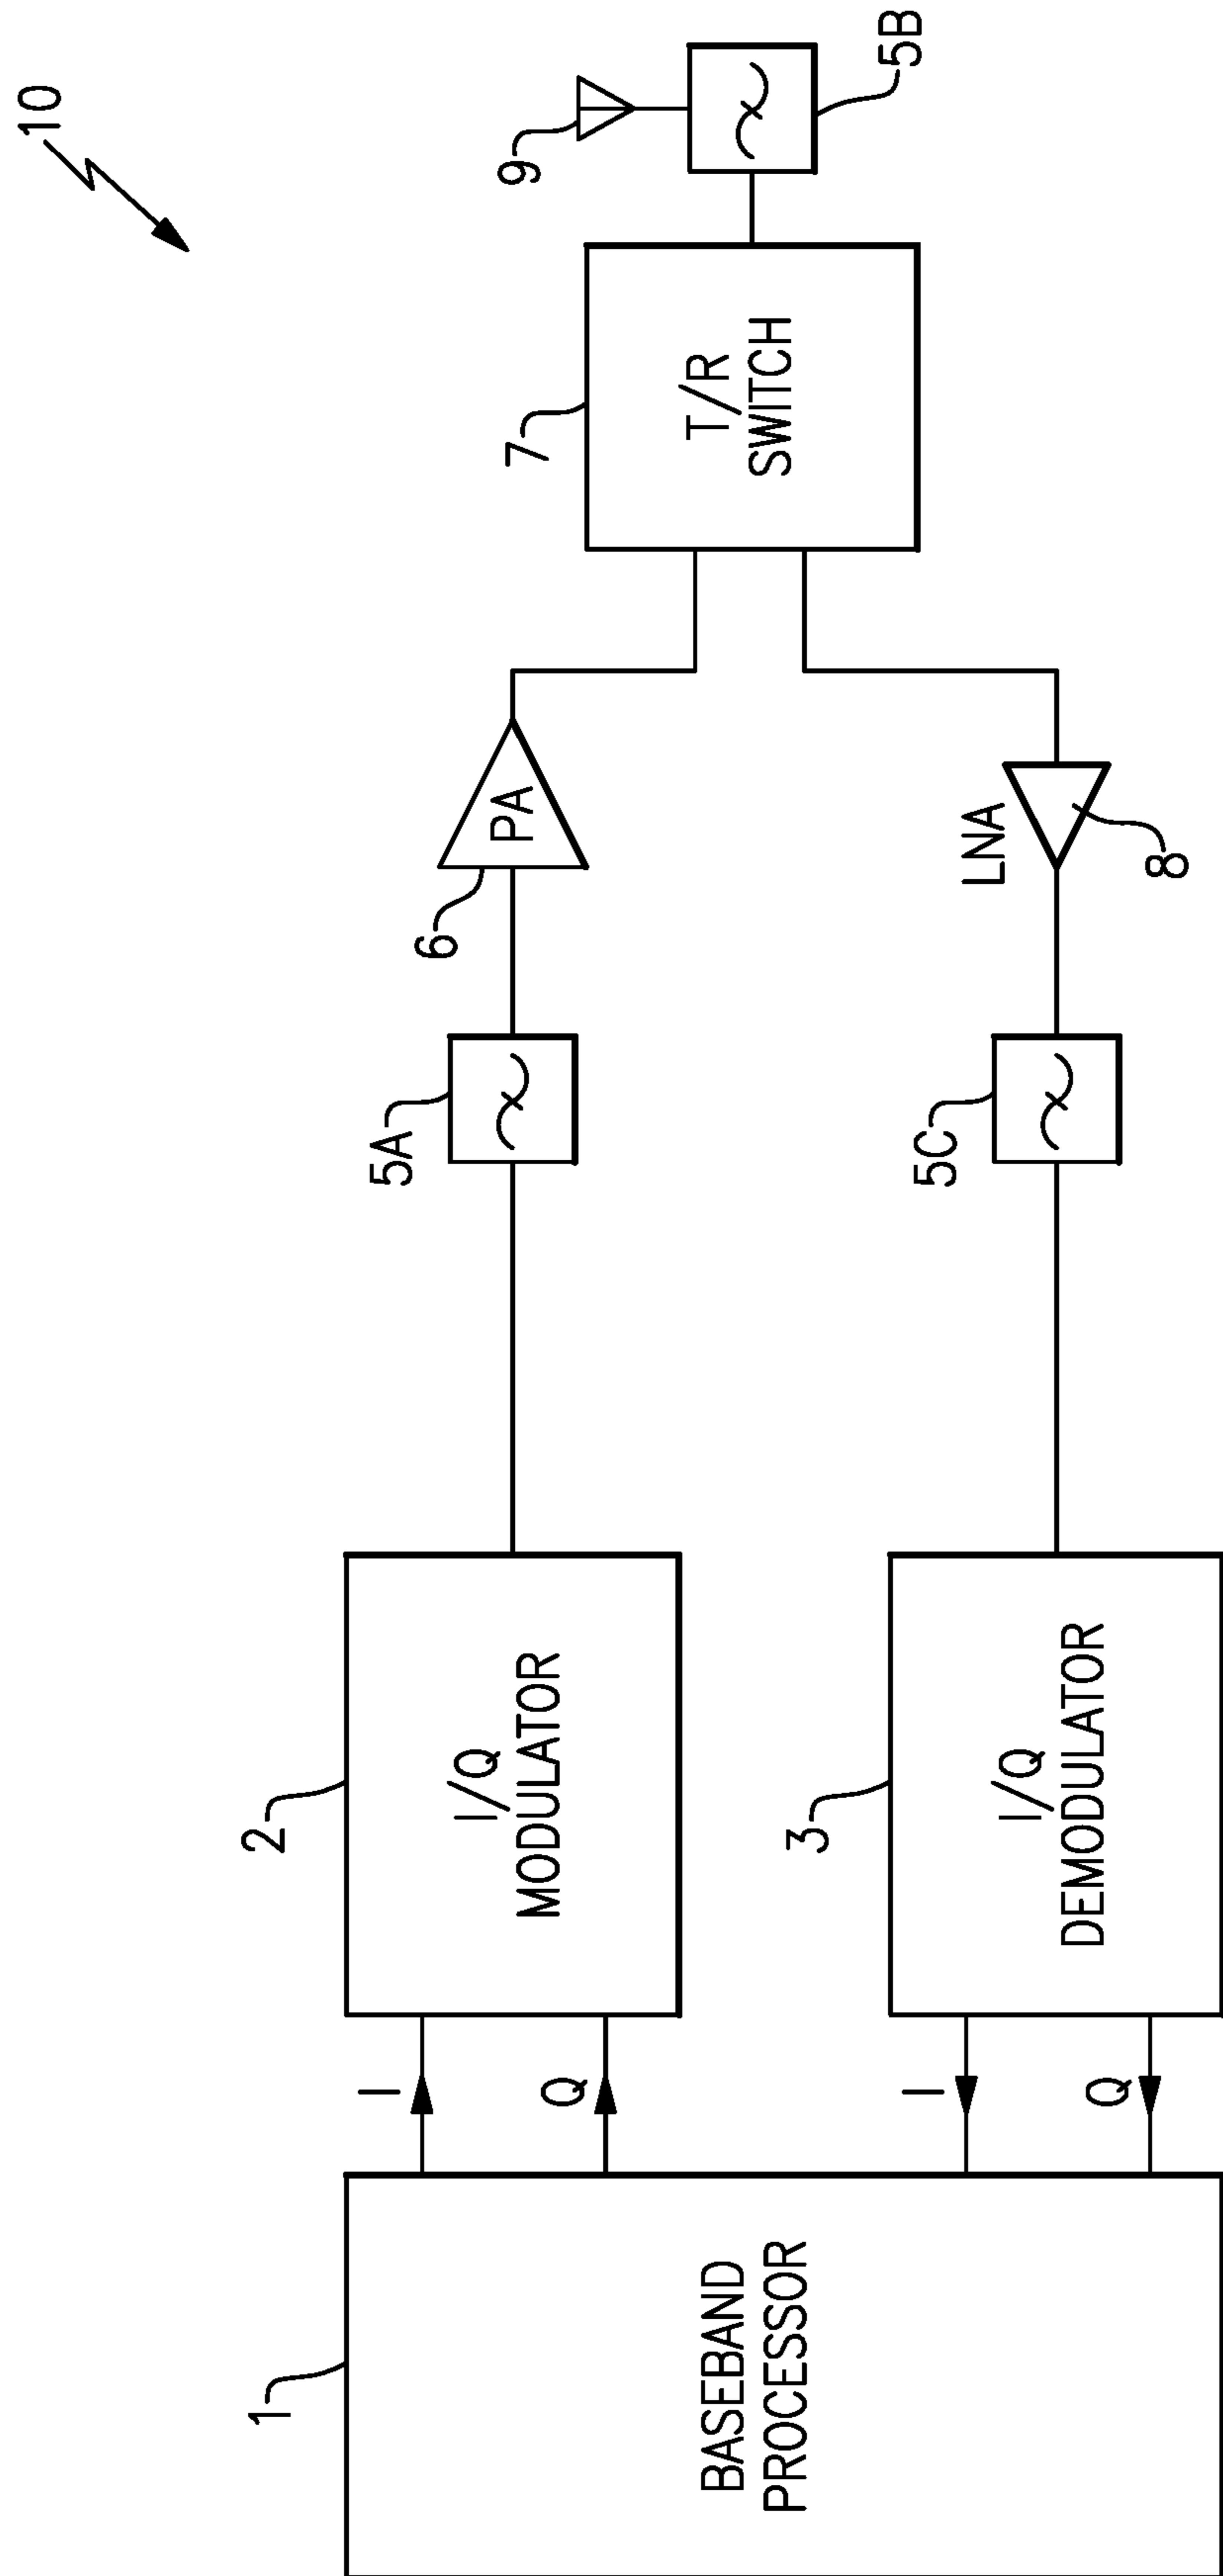 10
1
BASEBAND
PROCESSOR
I
Q
I
Q
2
I/Q
MODULATOR
3
I/Q
DEMODULATOR
5A
5C
6
PA
LNA
8
7
T/R
SWITCH
9
5B